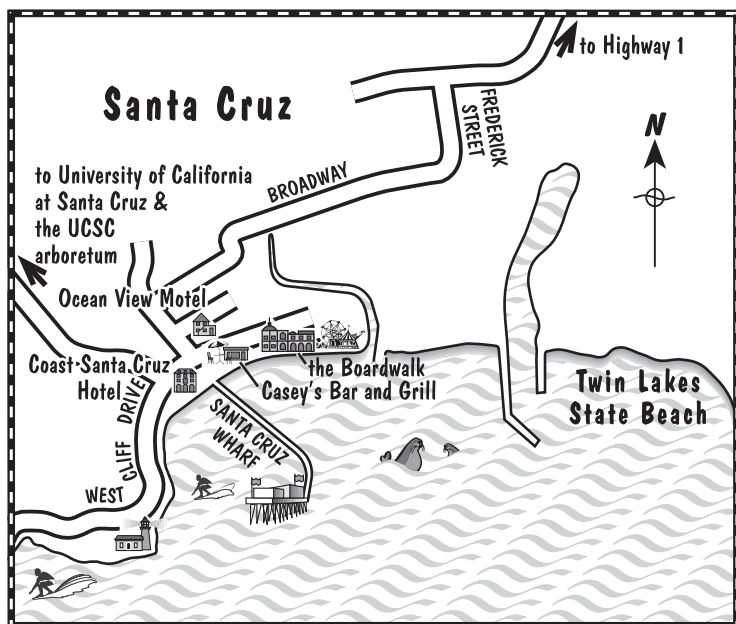 to Highway 1
Santa Cruz
FREDERICK
STREET
N
to University of California
at Santa Cruz &
the UCSC
arboretum
BROADWAY
Ocean View Motel
Coast Santa Cruz
Hotel
the Boardwalk
Casey's Bar and Grill
Twin Lakes
State Beach
SANTA CRUZ
WHARF
WEST CLIFF DRIVE